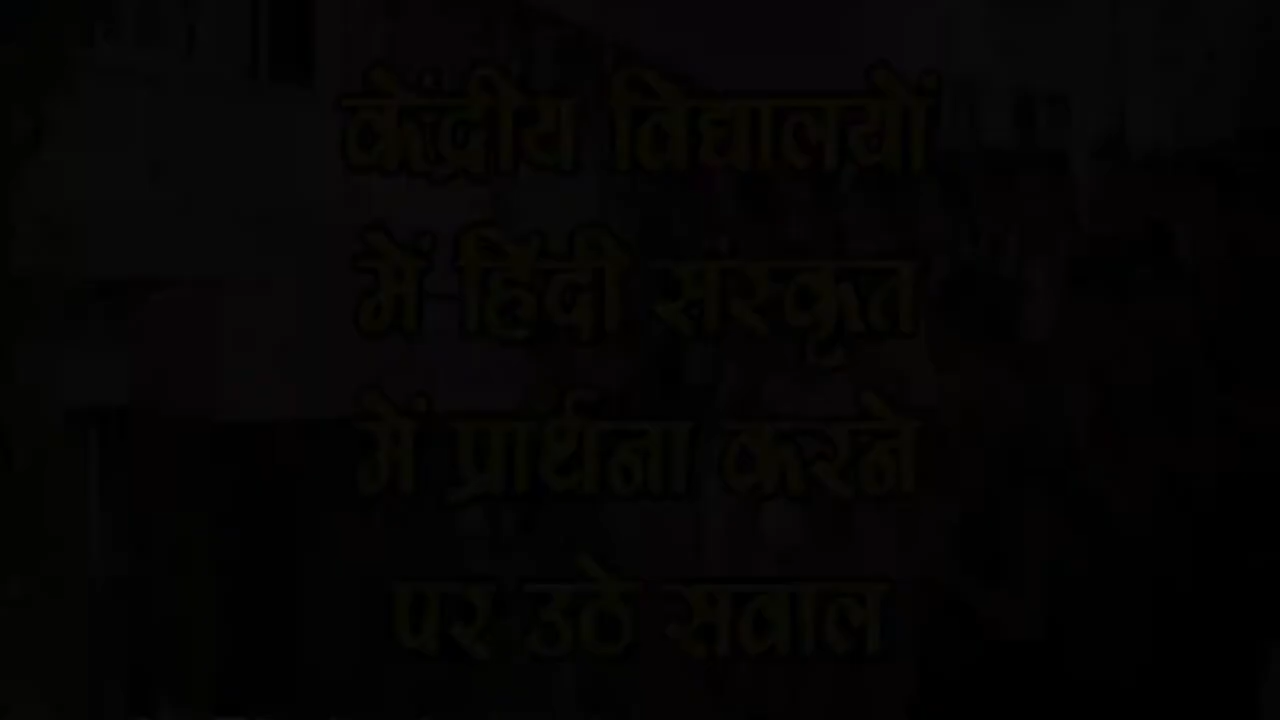 केंद्रीय विद्यालयों
में हिंदी संस्कृत
में प्रार्थना करने
पर उठे सवाल